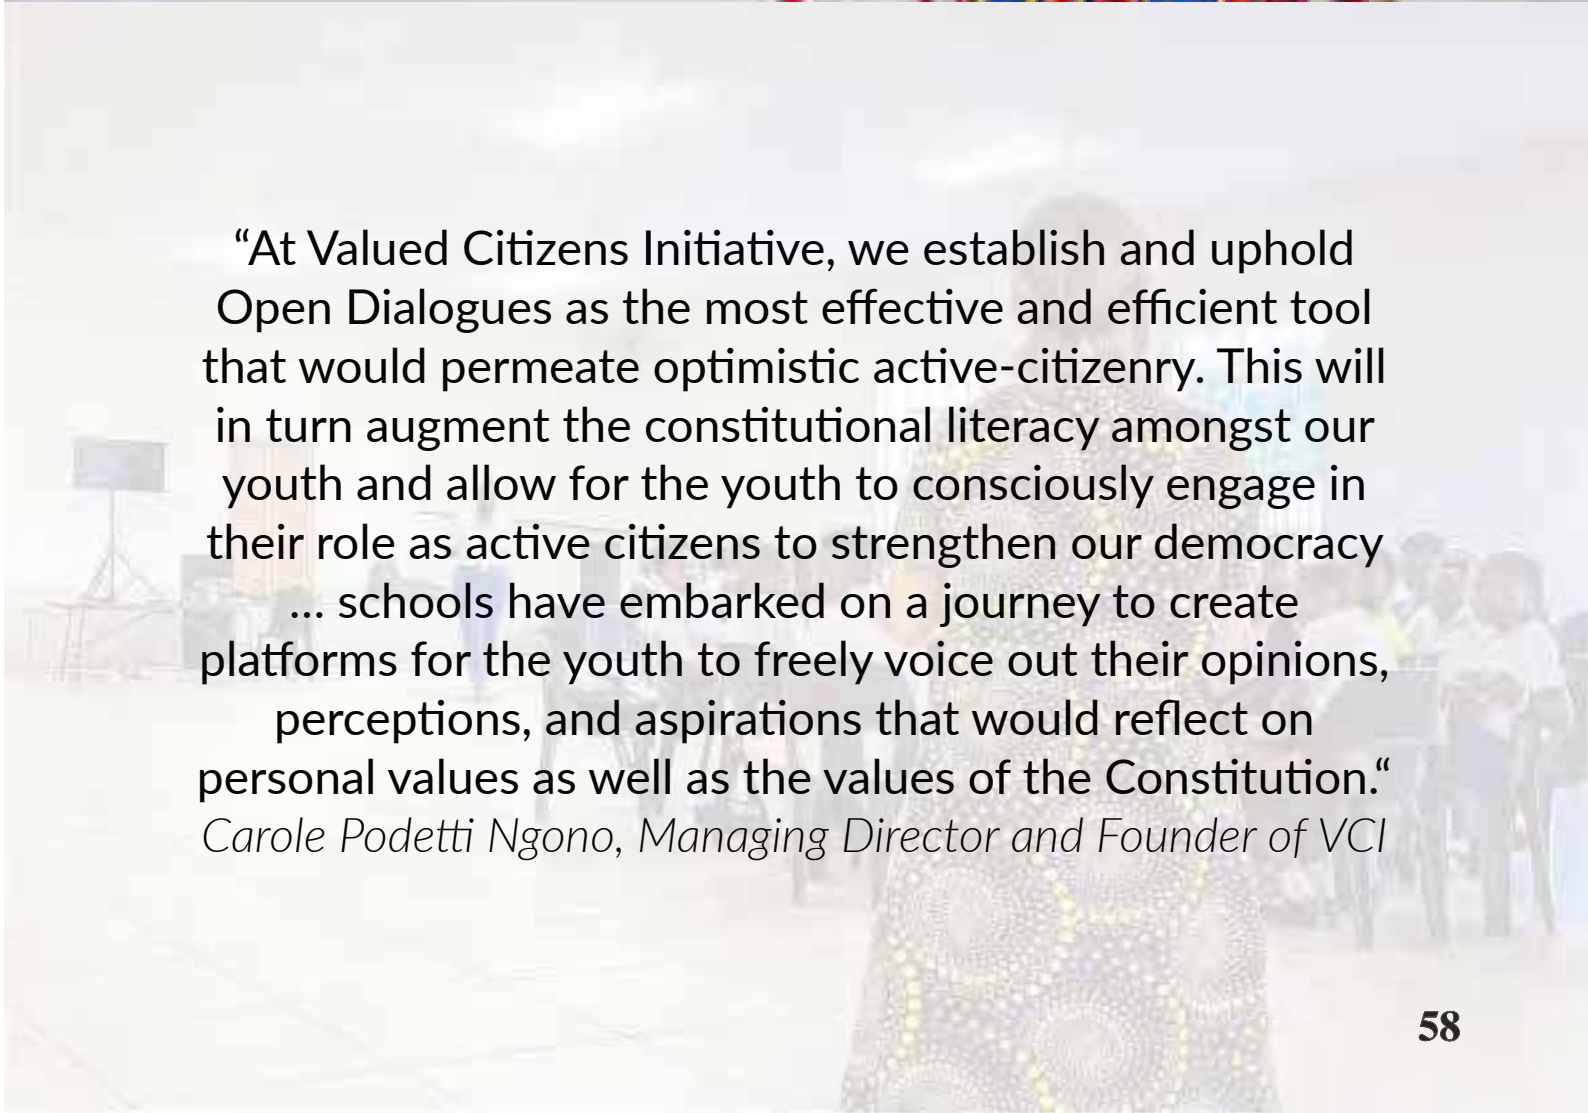 “At Valued Citizens Initiative, we establish and uphold
Open Dialogues as the most effective and efficient tool
that would permeate optimistic active-citizenry. This will
in turn augment the constitutional literacy amongst our
youth and allow for the youth to consciously engage in
their role as active citizens to strengthen our democracy
... schools have embarked on a journey to create
platforms for the youth to freely voice out their opinions,
perceptions, and aspirations that would reflect on
personal values as well as the values of the Constitution.“
Carole Podetti Ngono, Managing Director and Founder of VCI
58